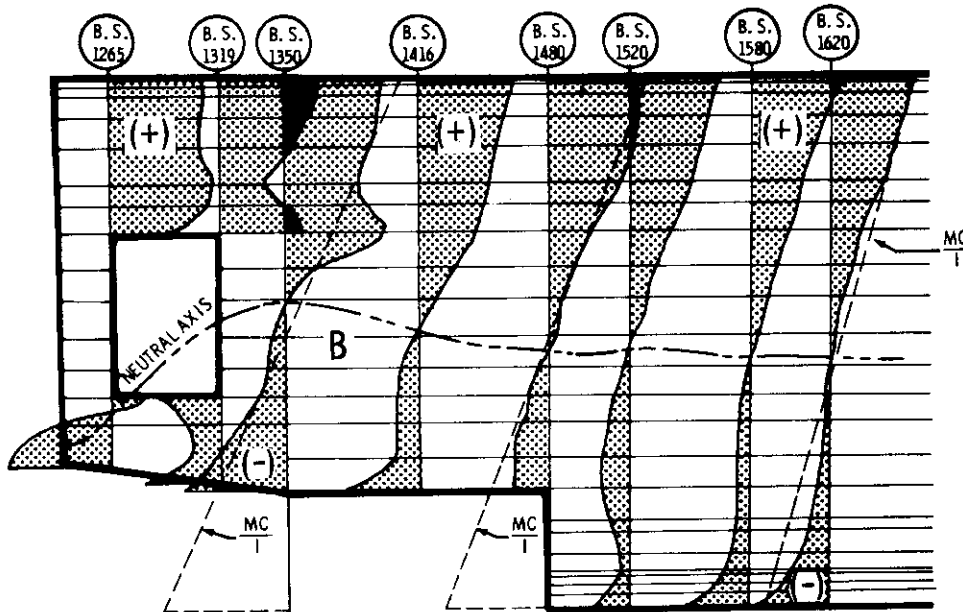 B. S.
1265
B. S.
1319
B. S.
1350
B. S.
1416
B. S.
1480
B. S.
1520
B. S.
1580
B. S.
1620
(+)
(+)
(+)
MC
I
NEUTRAL AXIS
B
(-)
(-)
MC
I
MC
I